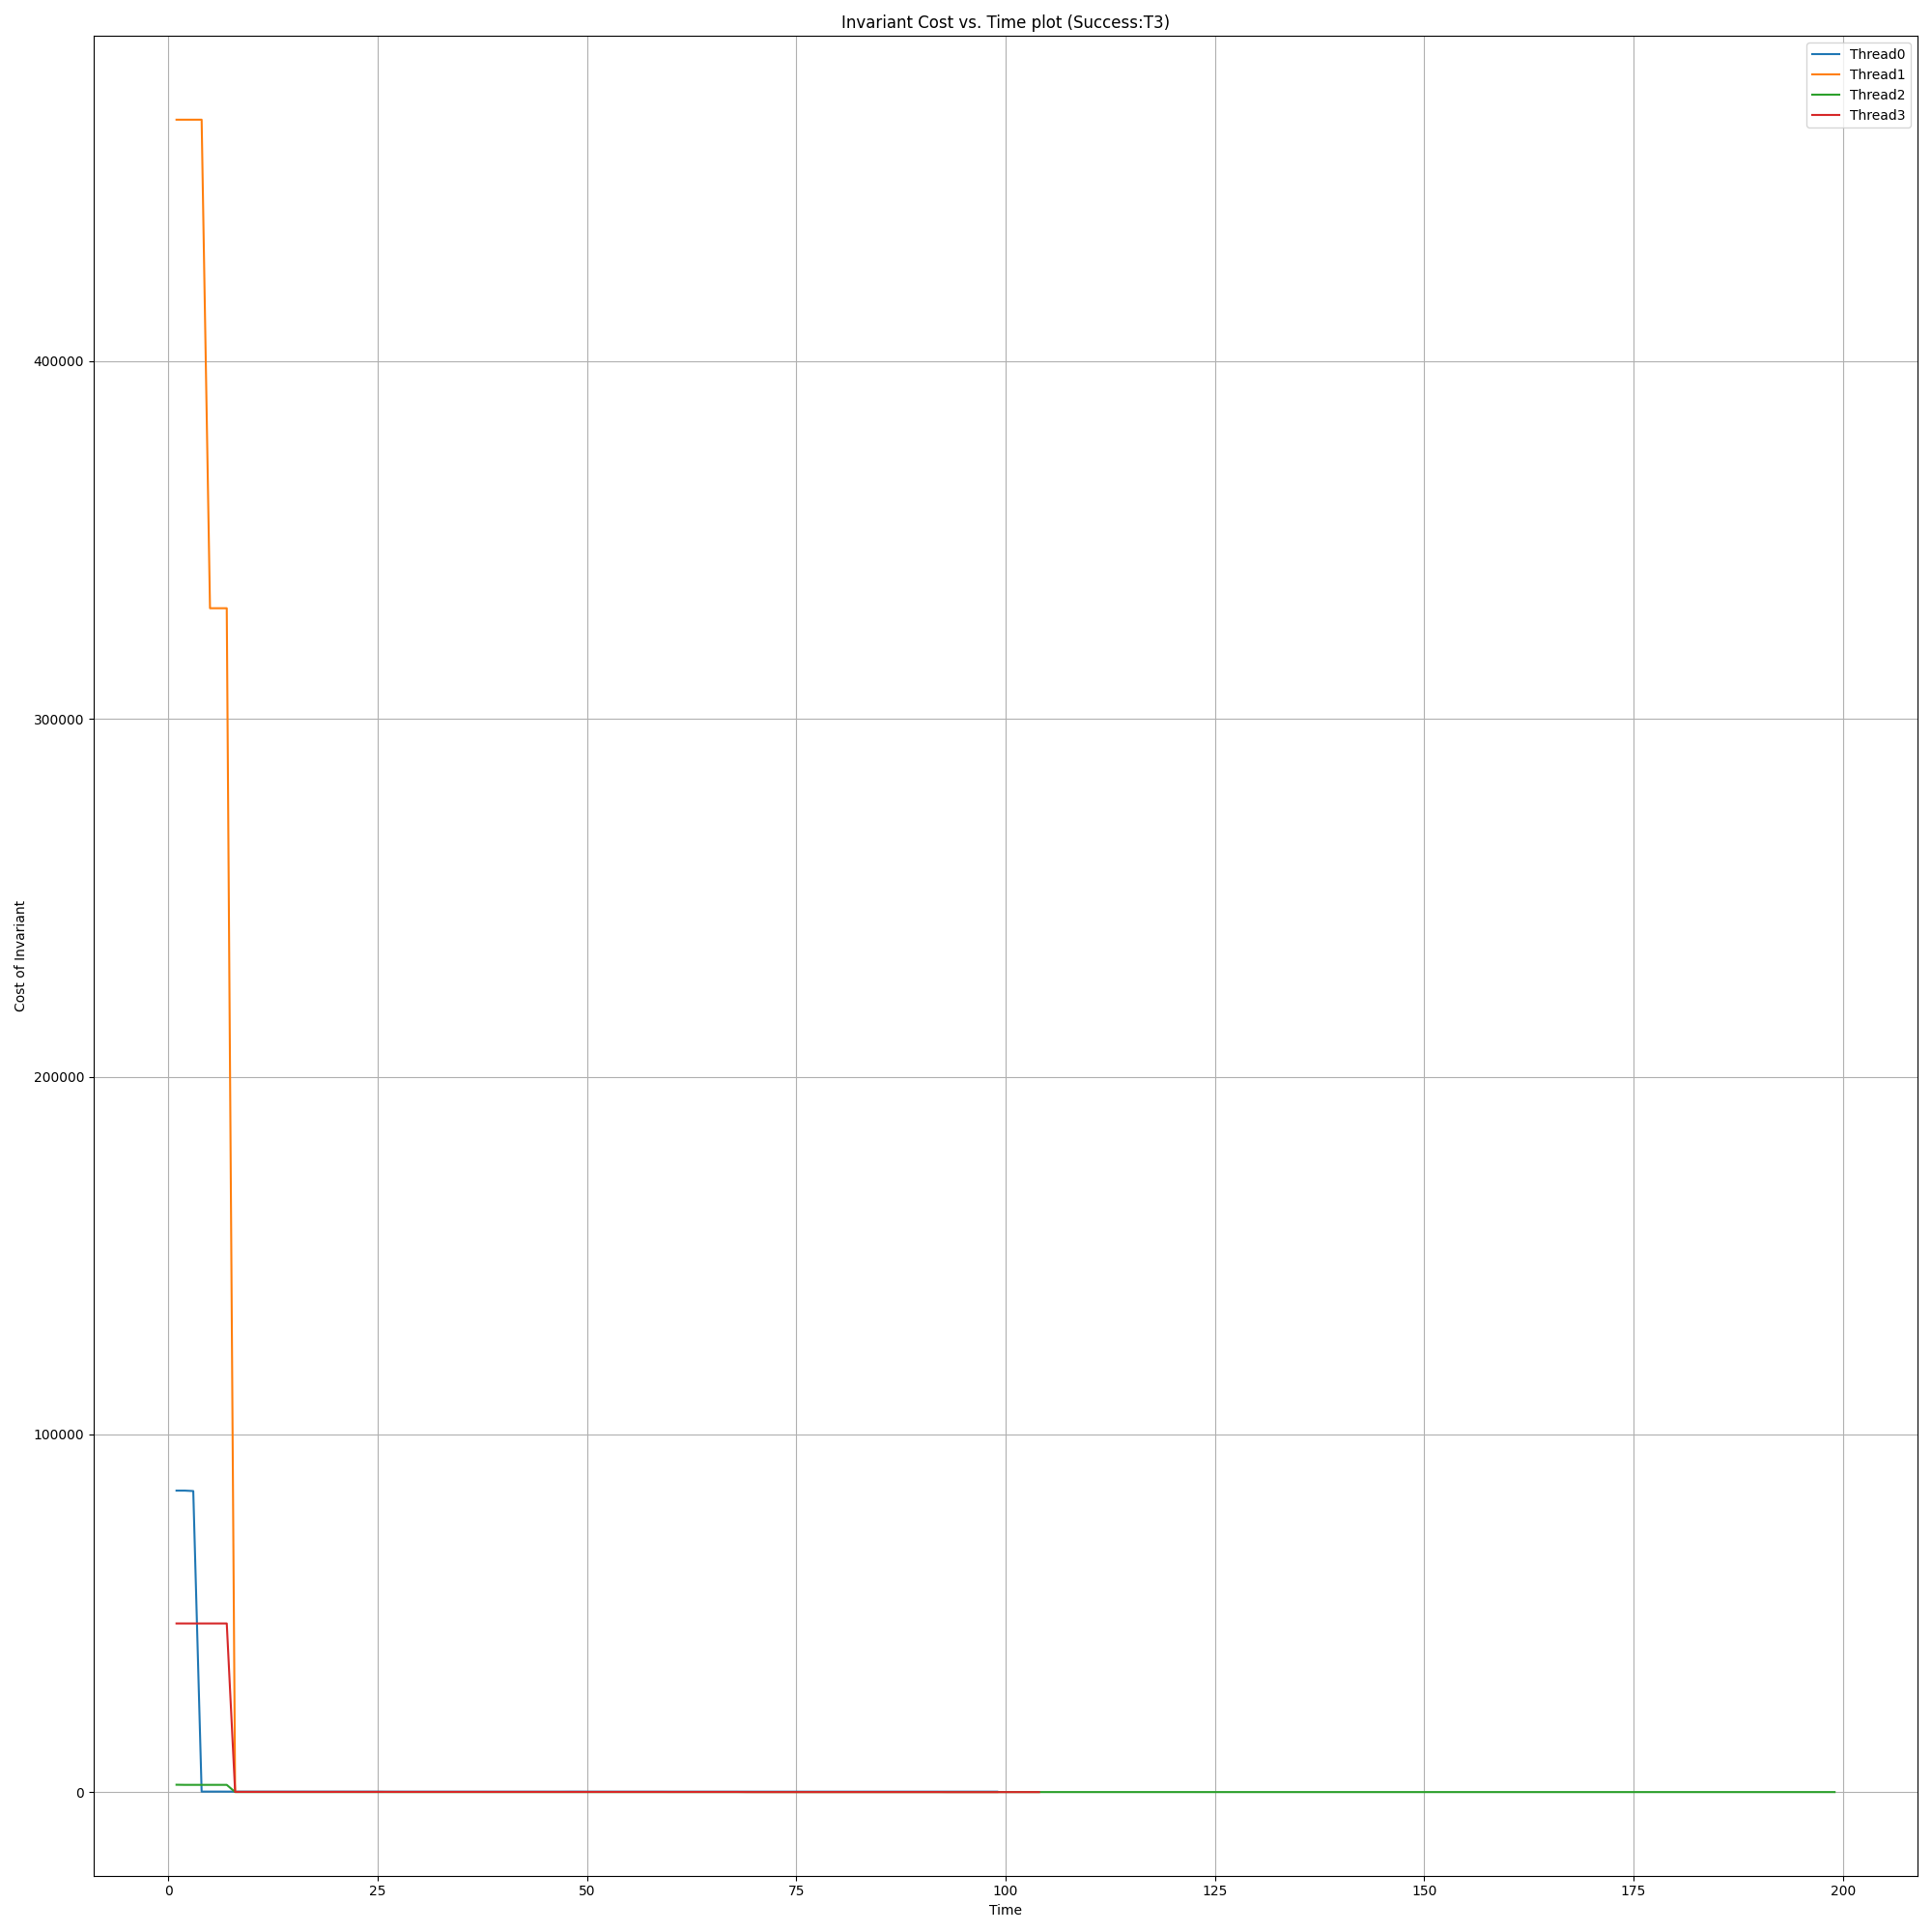 Invariant Cost vs. Time plot (Success:T3)
Thread0
Thread1
Thread2
Thread3
400000
300000
200000
100000
0
Cost of Invariant
0 25 50 75 100 125 150 175 200
Time